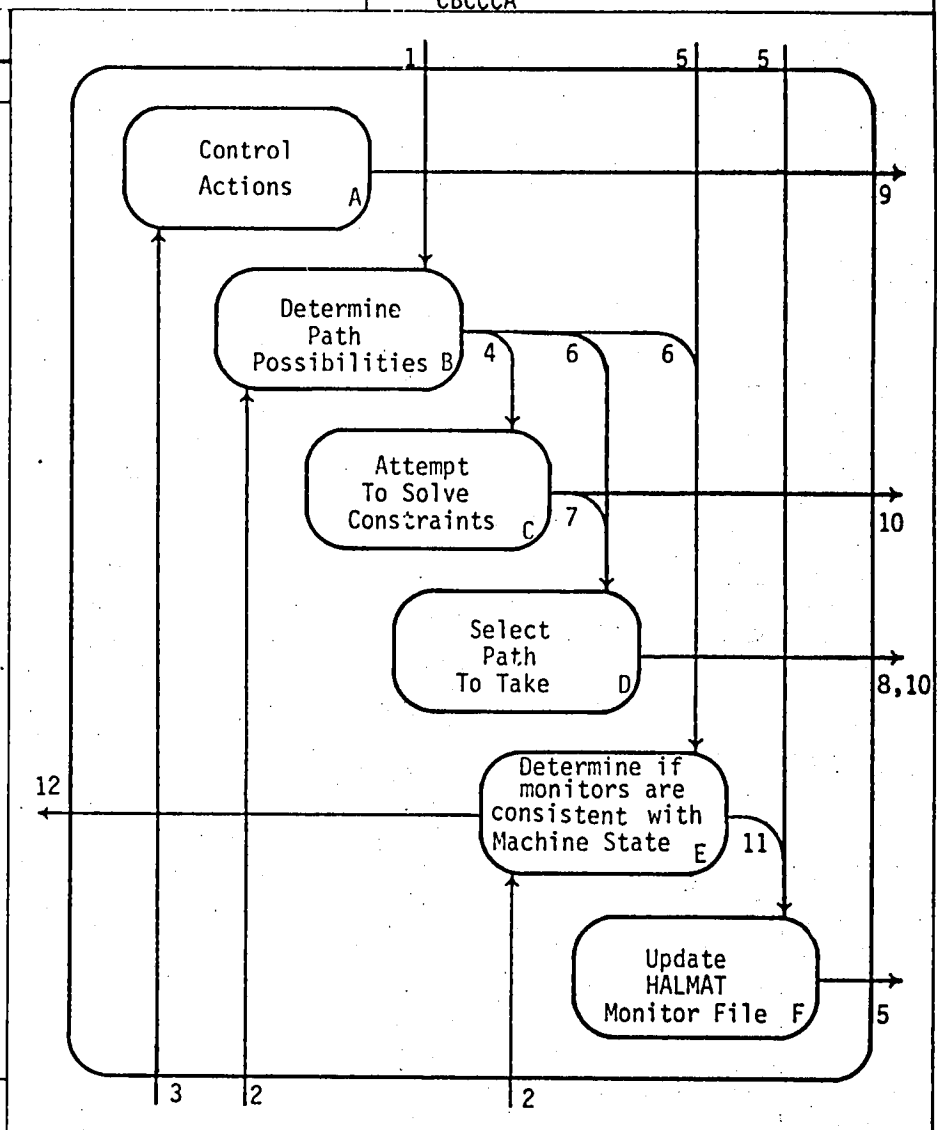 CBCCCA
1
5
5
Control
Actions
A
9
Determine
Path
Possibilities B
4
6
6
Attempt
To Solve
Constraints
C
7
10
Select
Path
To Take D
8,10
12
Determine if
monitors are
consistent with
Machine State E
11
Update
HALMAT
Monitor File F
5
3
2
2